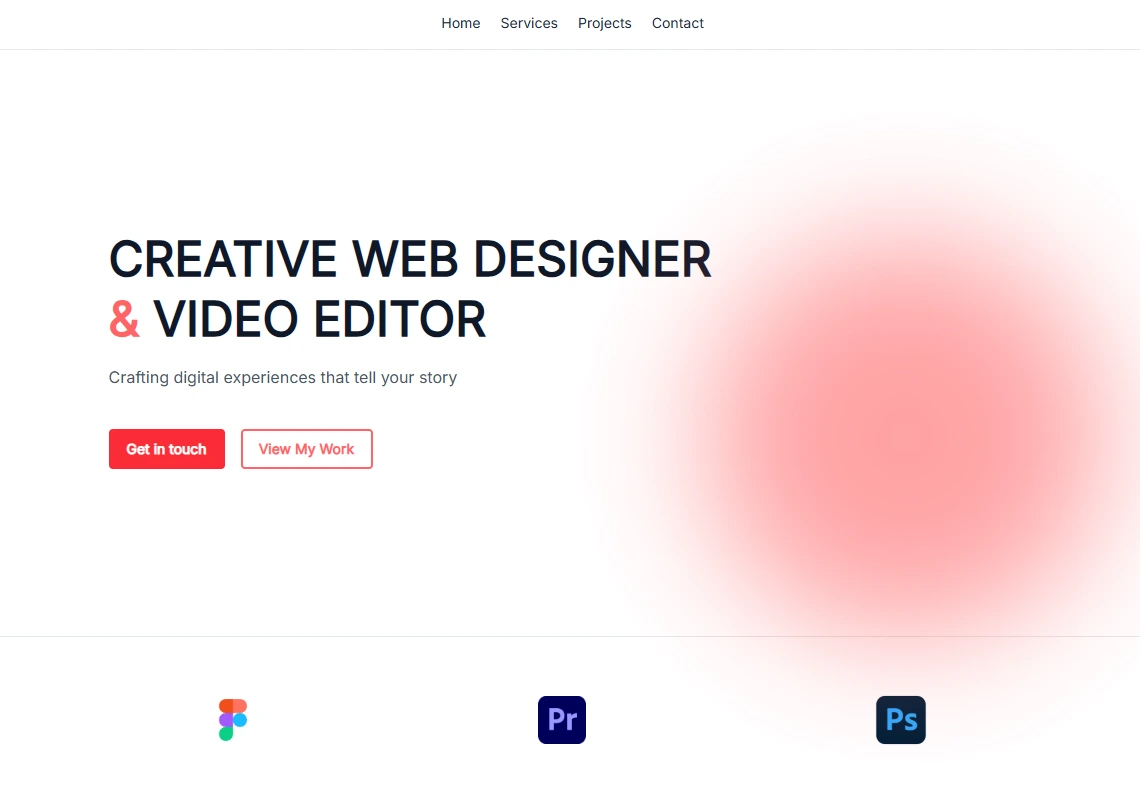 Home Services Projects Contact
CREATIVE WEB DESIGNER
& VIDEO EDITOR
Crafting digital experiences that tell your story
Get in touch View My Work
Pr Ps